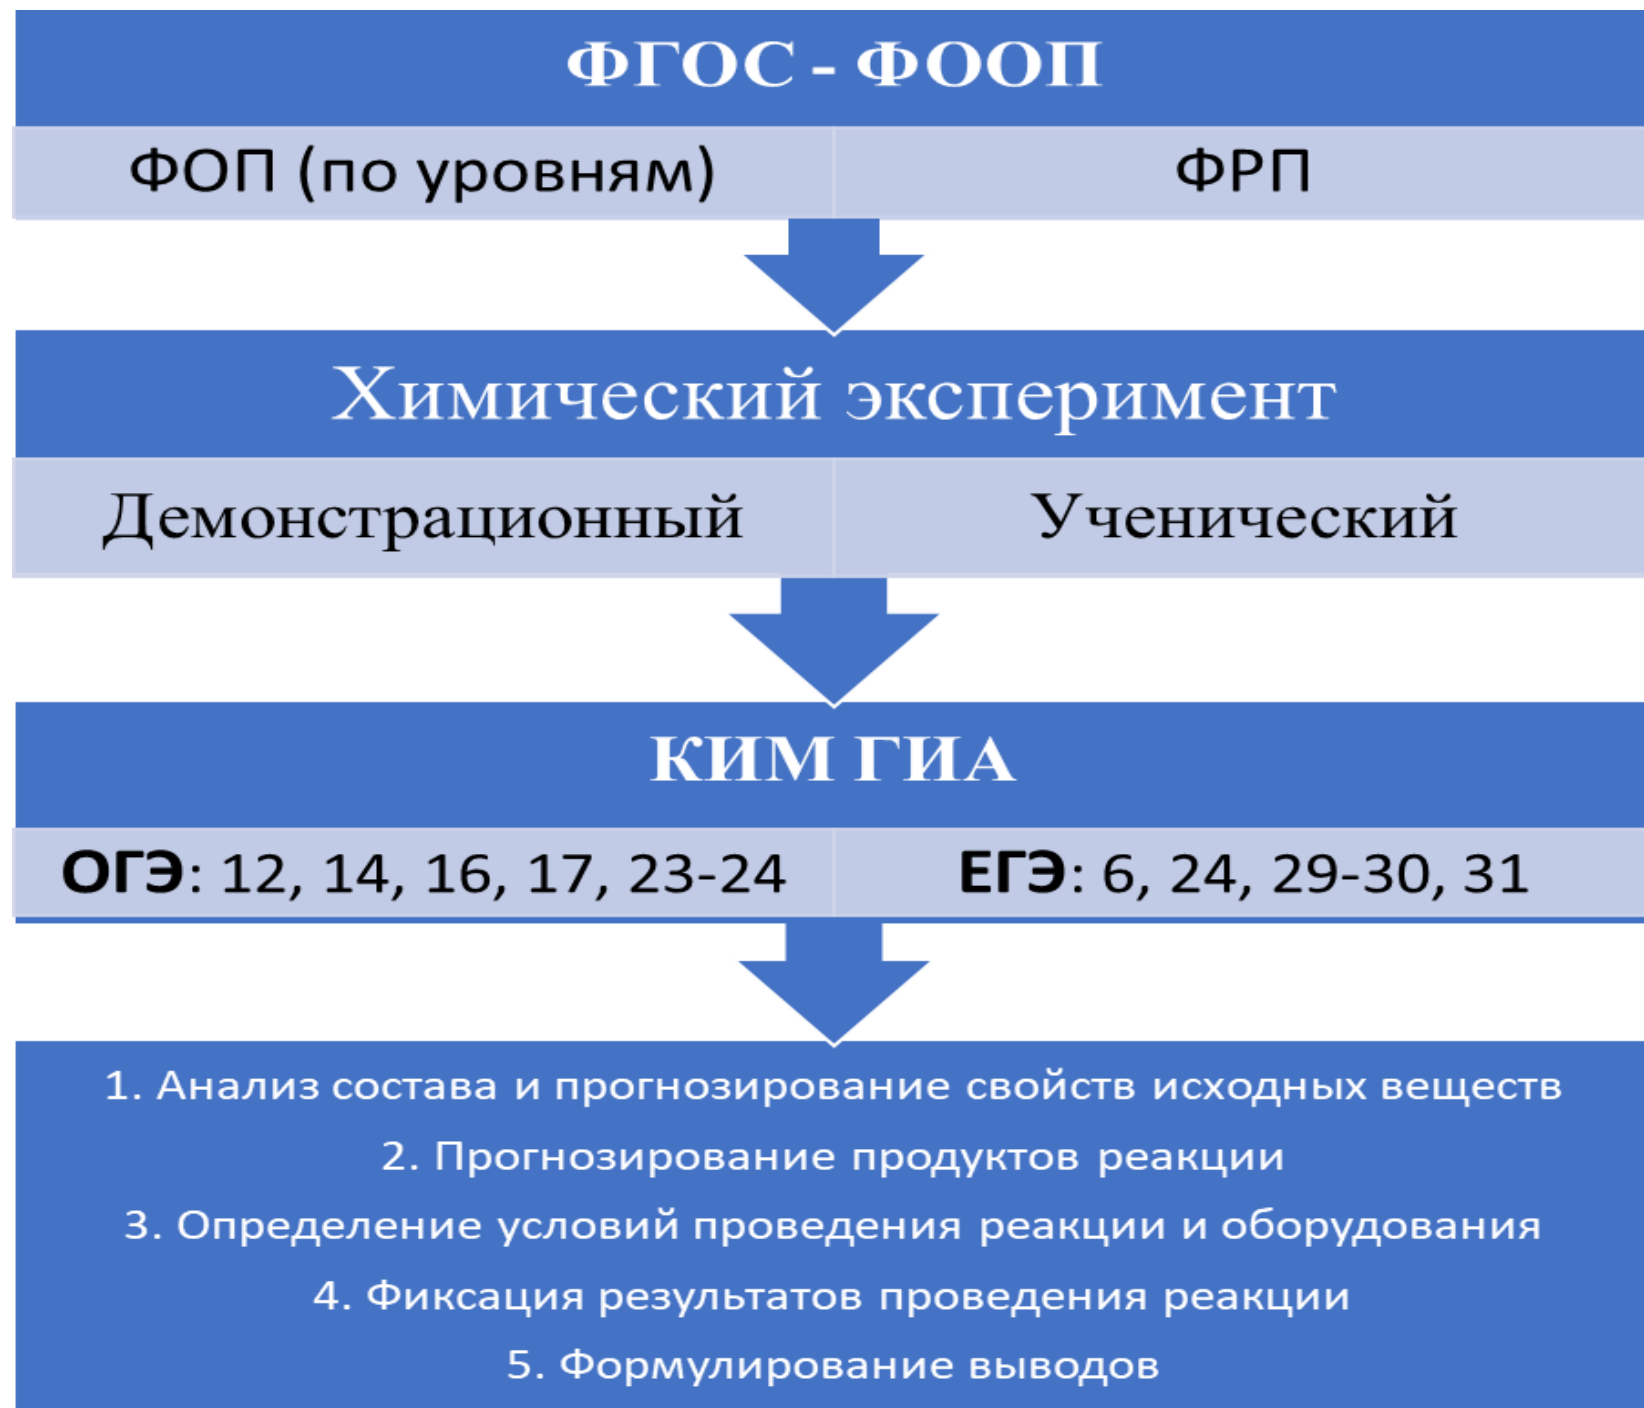 ФГОС - ФООП
ФОП (по уровням)
ФРП
Химический эксперимент
Демонстрационный
Ученический
КИМ ГИА
ОГЭ: 12, 14, 16, 17, 23-24
ЕГЭ: 6, 24, 29-30, 31
1. Анализ состава и прогнозирование свойств исходных веществ
2. Прогнозирование продуктов реакции
3. Определение условий проведения реакции и оборудования
4. Фиксация результатов проведения реакции
5. Формулирование выводов